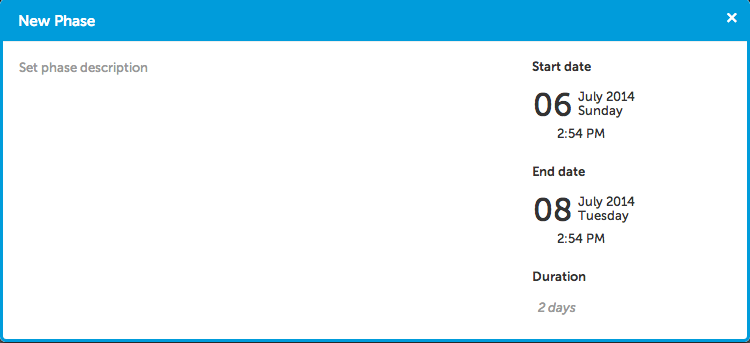 New Phase
Set phase description
Start date
06 July 2014
Sunday
2:54 PM
End date
08 July 2014
Tuesday
2:54 PM
Duration
2 days